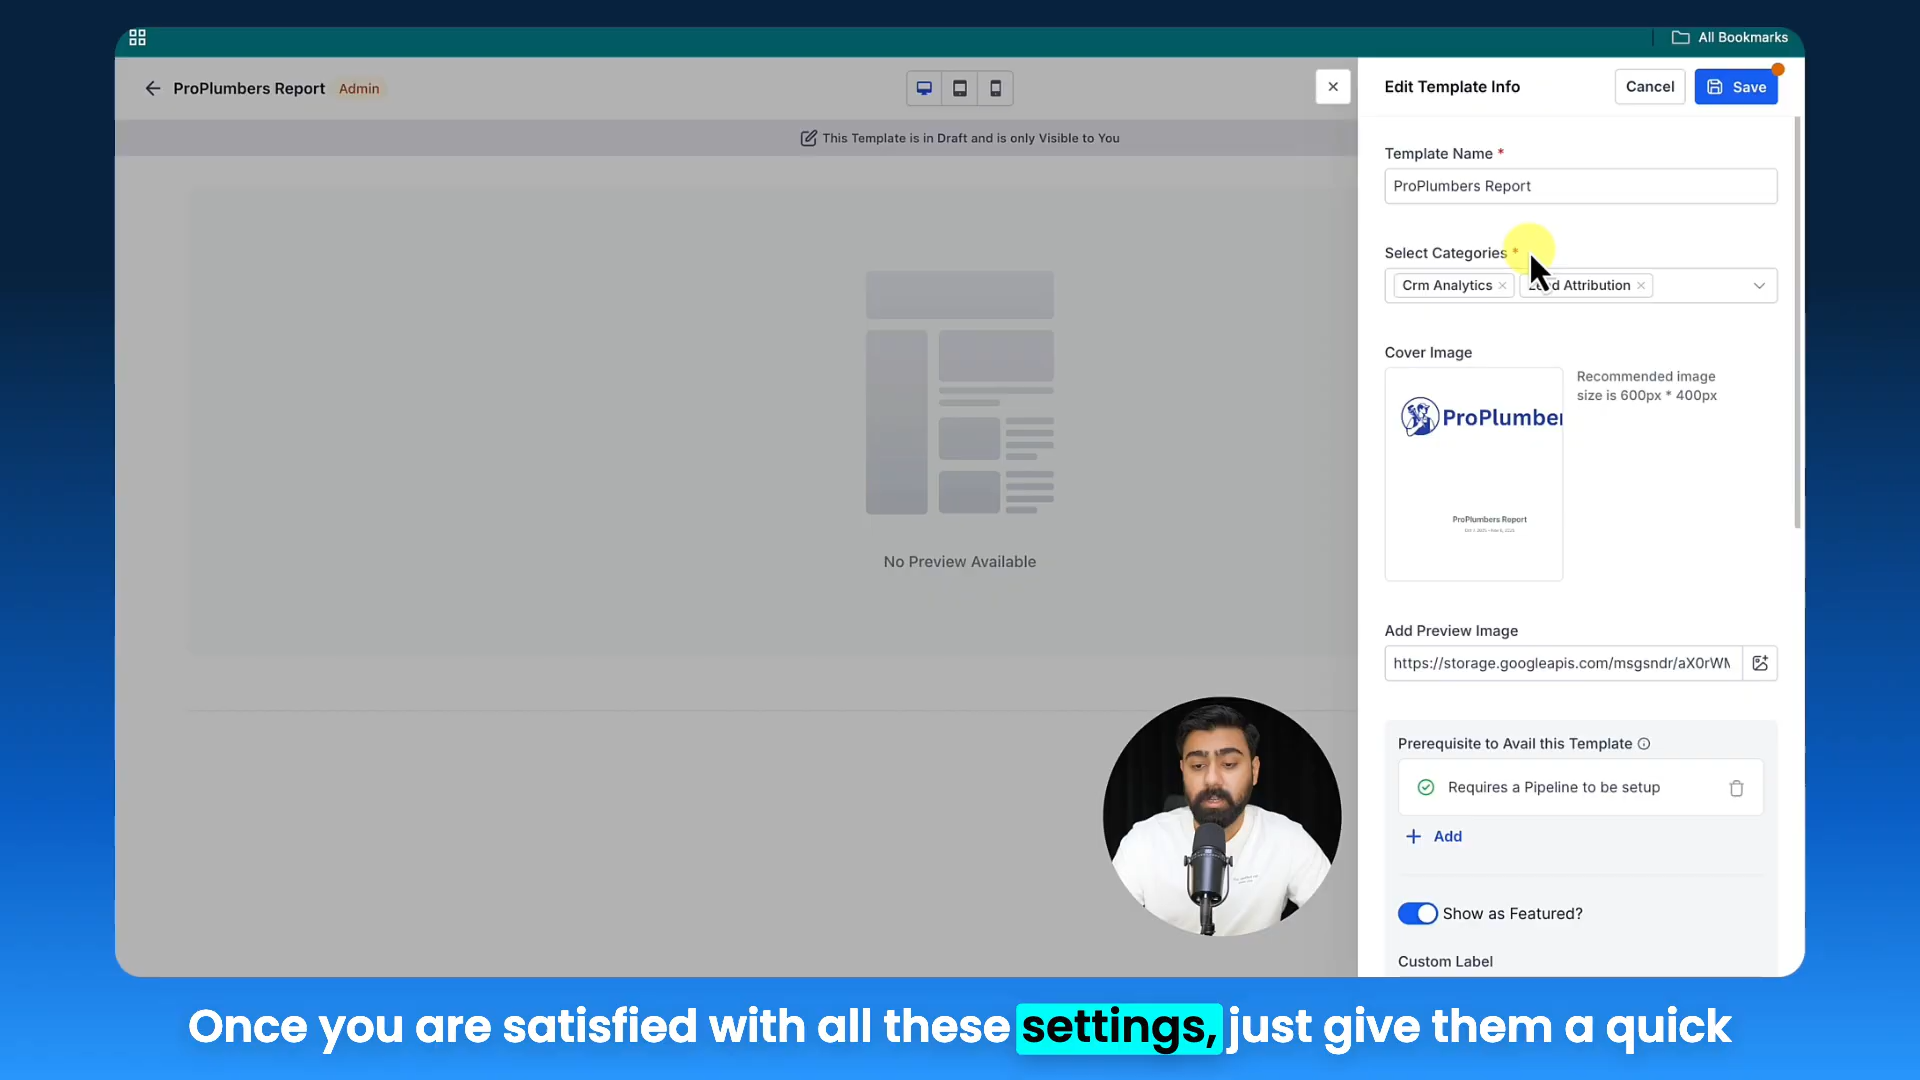 All Bookmarks
ProPlumbers Report Admin
Edit Template Info
Cancel
Save
This Template is in Draft and is only Visible to You
Template Name *
ProPlumbers Report
Select Categories *
Crm Analytics
Attribution
Cover Image
Recommended image
size is 600px * 400px
ProPlumber
ProPlumbers Report
No Preview Available
Add Preview Image
https://storage.googleapis.com/msgsndr/aX0rWM
Prerequisite to Avail this Template
Requires a Pipeline to be setup
Add
Show as Featured?
Custom Label
Once you are satisfied with all these settings, just give them a quick